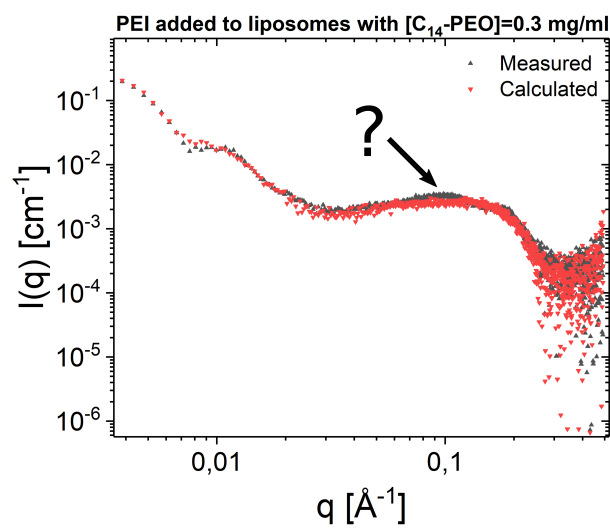 PEI added to liposomes with [C₁₄-PEO]=0.3 mg/ml
Measured
Calculated
?
10⁻¹
10⁻²
10⁻³
10⁻⁴
10⁻⁵
10⁻⁶
I(q) [cm⁻¹]
0,01
0,1
q [Å⁻¹]